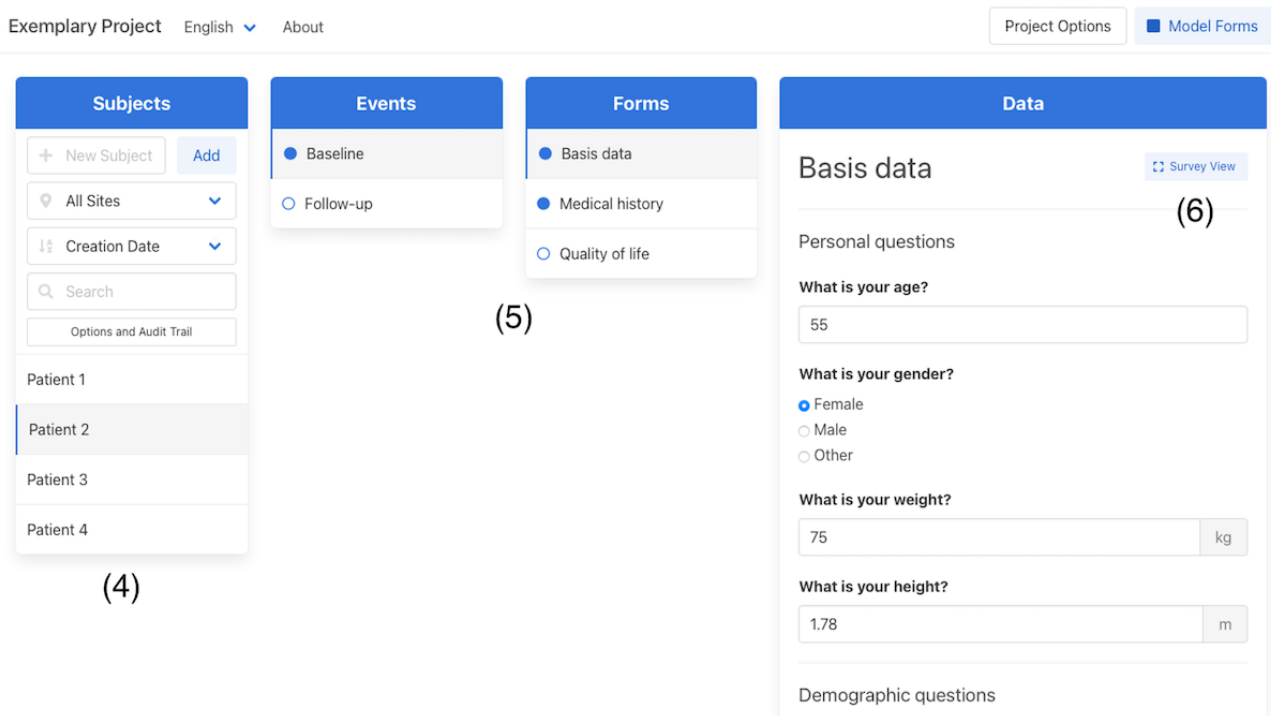 Exemplary Project English About Project Options Model Forms
Subjects
New Subject Add
All Sites
Creation Date
Search
Options and Audit Trail
Patient 1
Patient 2
Patient 3
Patient 4
(4)
Events
Baseline
Follow-up
Forms
Basis data
Medical history
Quality of life
(5)
Data
Basis data Survey View
(6)
Personal questions
What is your age?
55
What is your gender?
Female
Male
Other
What is your weight?
75 kg
What is your height?
1.78 m
Demographic questions